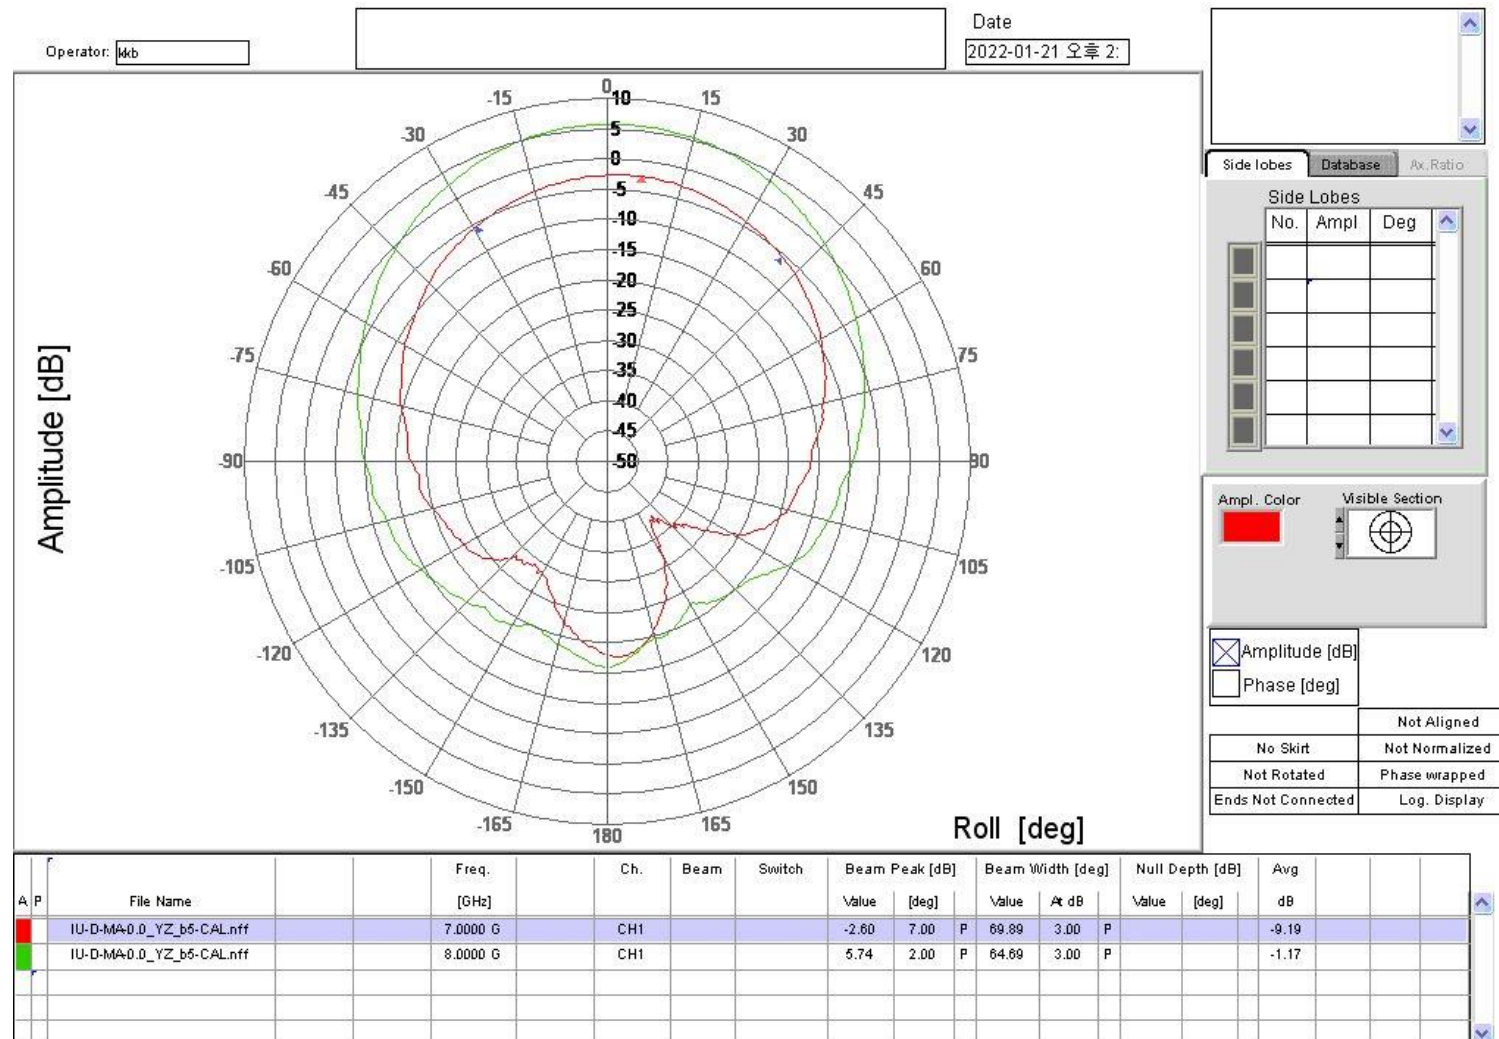 Operator: kkb
Date
2022-01-21 오후 2:
Amplitude [dB]
0
-15
15
-30
30
-45
45
-60
60
-75
75
-90
90
-105
105
-120
120
-135
135
-150
150
-165
165
180
10
5
0
-5
-10
-15
-20
-25
-30
-35
-40
-45
-50
Roll [deg]
Side lobes Database Ax.Ratio
Side Lobes
No. Ampl Deg
Ampl. Color Visible Section
Amplitude [dB]
Phase [deg]
Not Aligned
No Skirt Not Normalized
Not Rotated Phase wrapped
Ends Not Connected Log. Display
Freq. Ch. Beam Switch Beam Peak [dB] Beam Width [deg] Null Depth [dB] Avg
A P File Name [GHz] Value [deg] Value At dB Value [deg] dB
IU-D-MA-0.0_YZ_b5-CAL.nff 7.0000 G CH1 -2.60 7.00 P 69.89 3.00 P -9.19
IU-D-MA-0.0_YZ_b5-CAL.nff 8.0000 G CH1 5.74 2.00 P 64.69 3.00 P -1.17